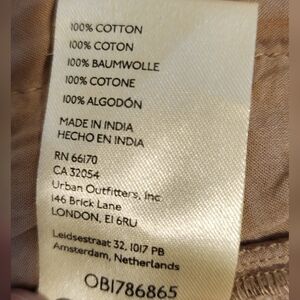 100% COTTON
100% COTON
100% BAUMWOLLE
100% COTONE
100% ALGODÓN
MADE IN INDIA
HECHO EN INDIA
RN 66170
CA 32054
Urban Outfitters, Inc.
146 Brick Lane
LONDON, E1 6RU
Leidsestraat 32, 1017 PB
Amsterdam, Netherlands
OB1786865